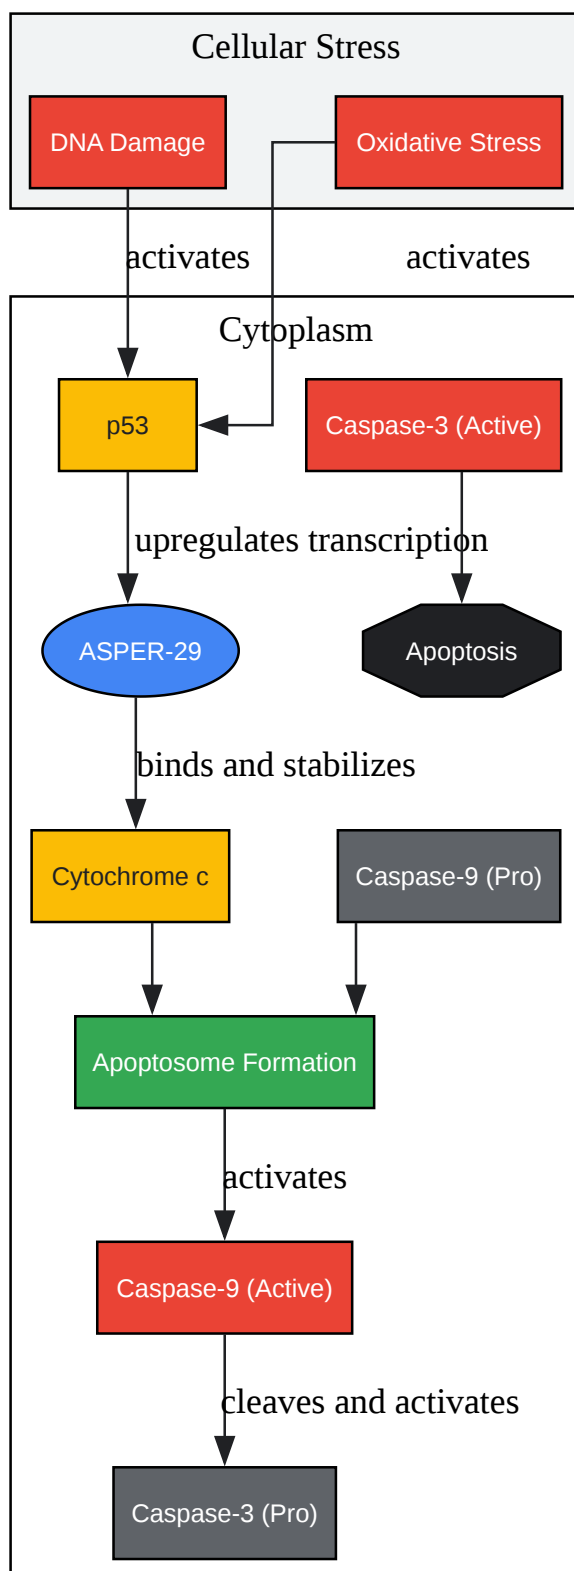 Cellular Stress
DNA Damage
Oxidative Stress
activates
activates
Cytoplasm
p53
Caspase-3 (Active)
upregulates transcription
ASPER-29
Apoptosis
binds and stabilizes
Cytochrome c
Caspase-9 (Pro)
Apoptosome Formation
activates
Caspase-9 (Active)
cleaves and activates
Caspase-3 (Pro)